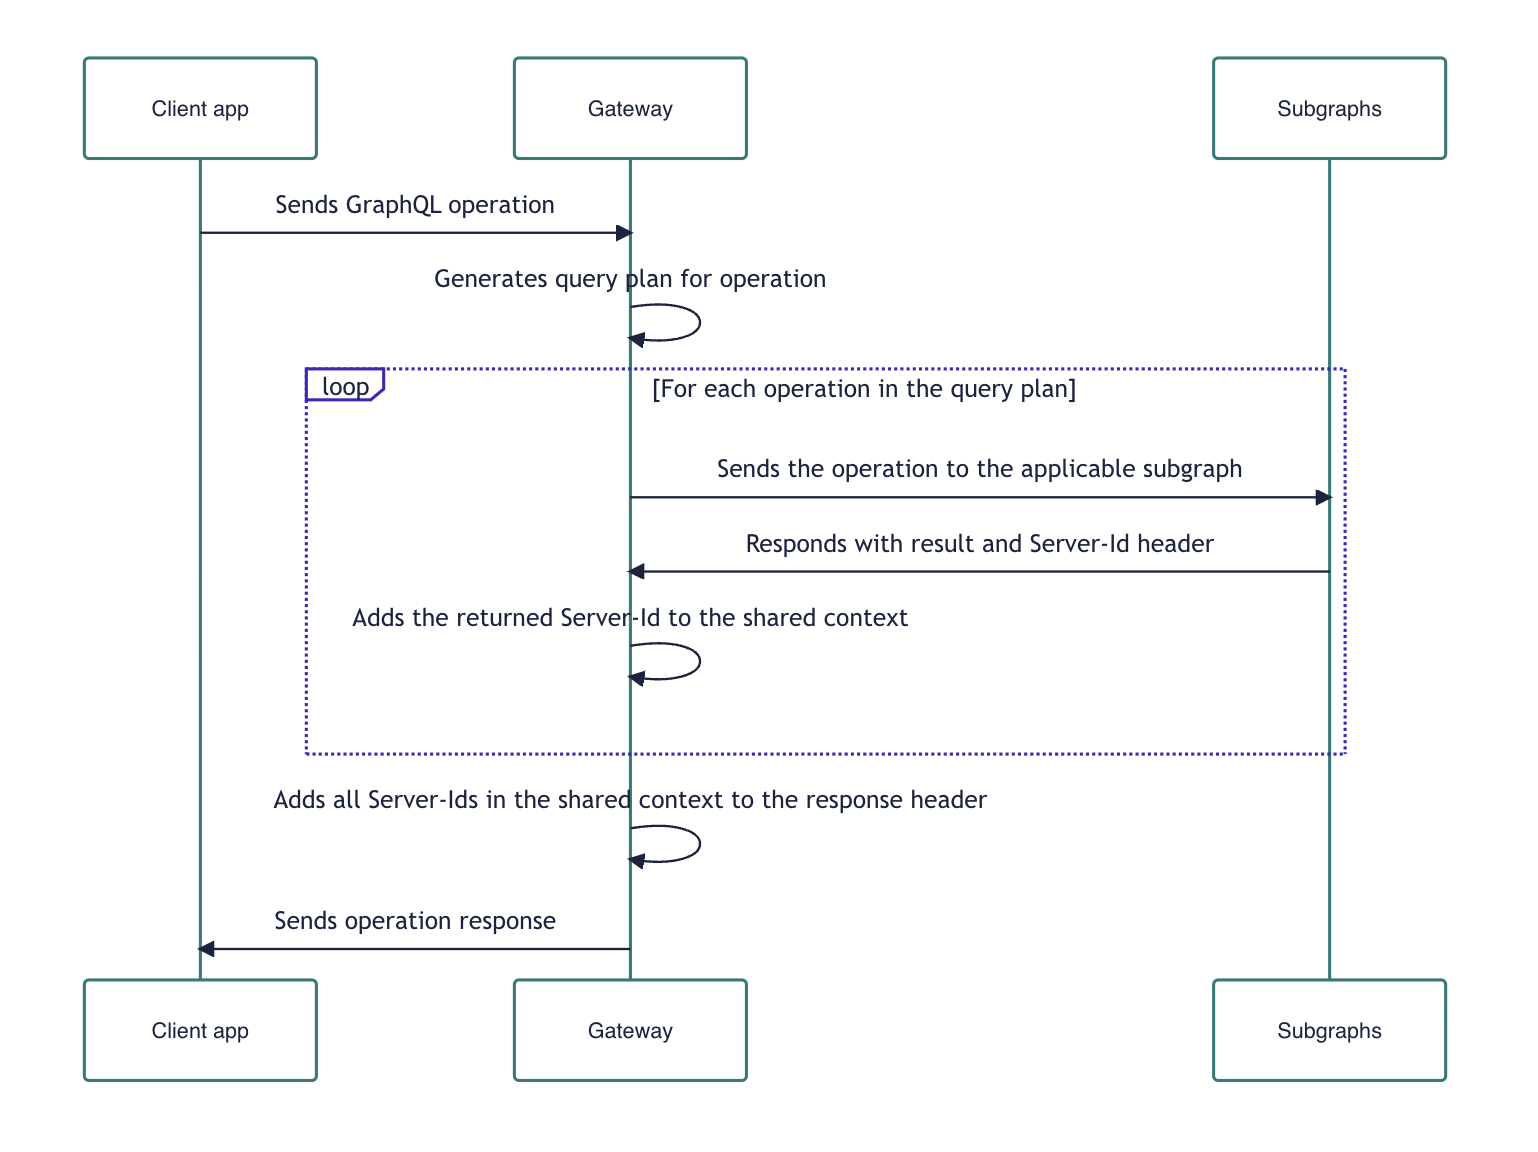 Client app
Gateway
Subgraphs
Sends GraphQL operation
Generates query plan for operation
loop
[For each operation in the query plan]
Sends the operation to the applicable subgraph
Responds with result and Server-Id header
Adds the returned Server-Id to the shared context
Adds all Server-Ids in the shared context to the response header
Sends operation response
Client app
Gateway
Subgraphs